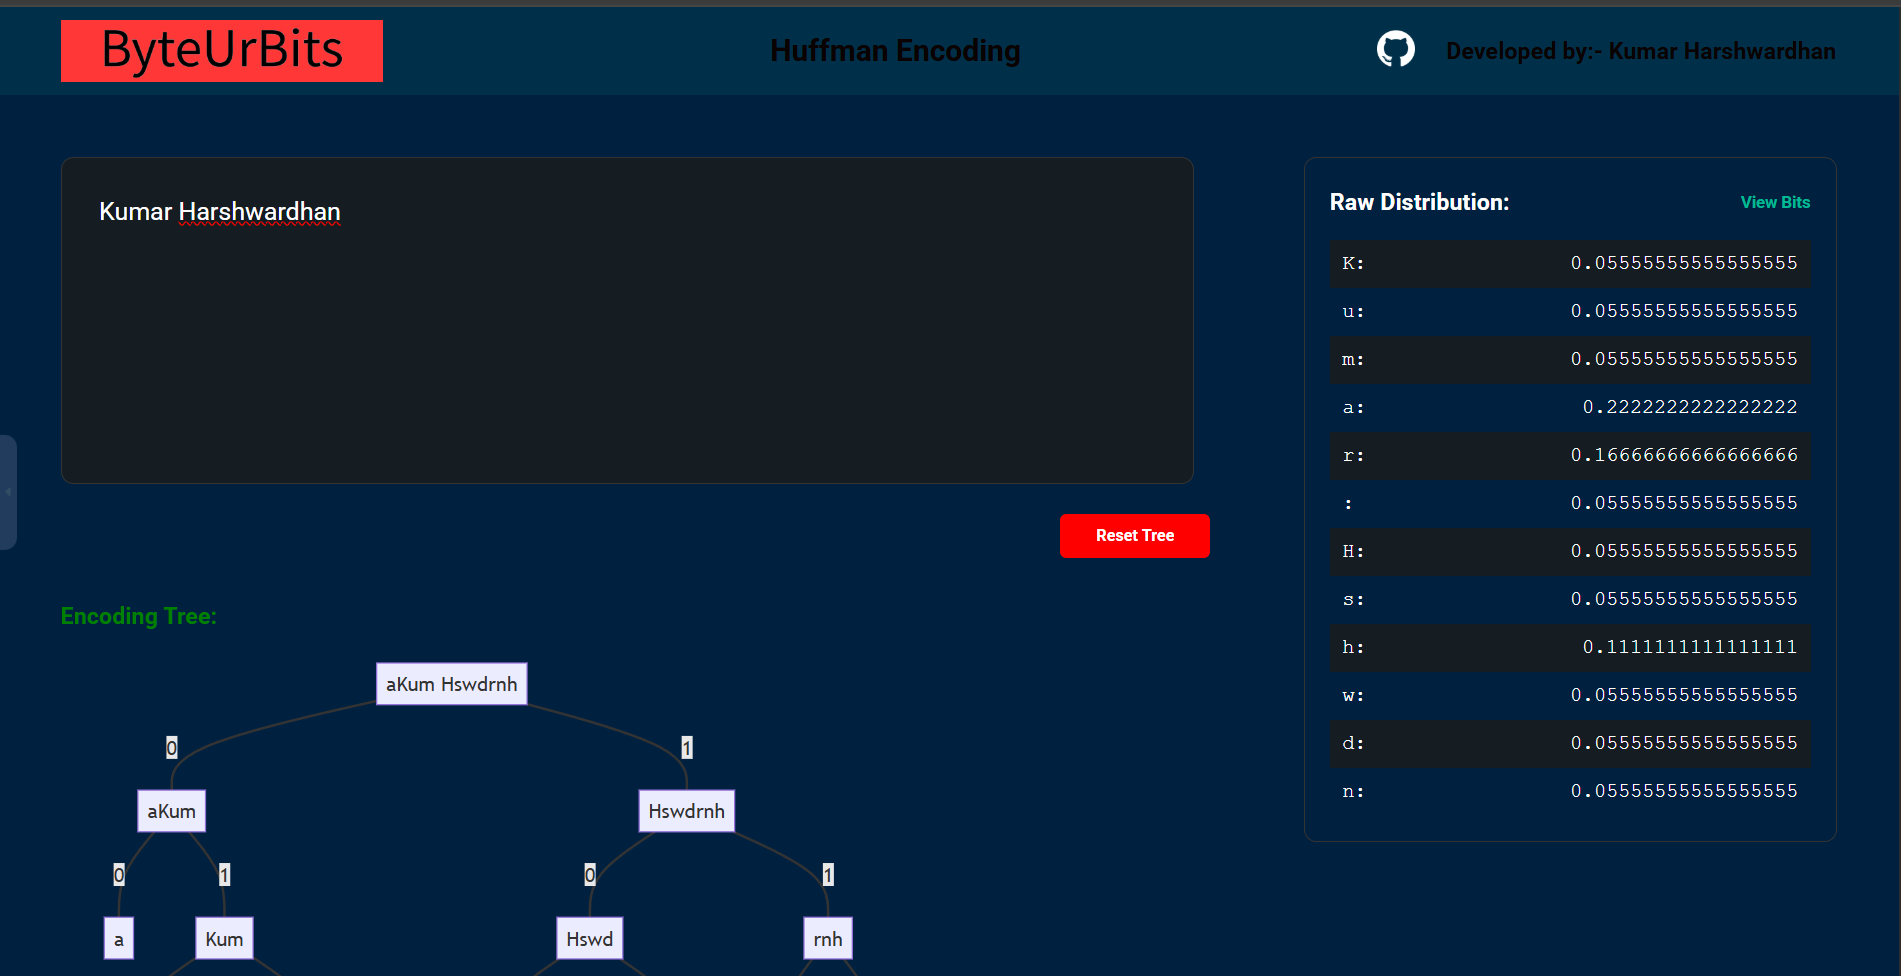 ByteUrBits
Huffman Encoding
Developed by:- Kumar Harshwardhan
Kumar Harshwardhan
Reset Tree
Encoding Tree:
aKum Hswdrnh
0 1
aKum Hswdrnh
0 1 0 1
a Kum Hswd rnh
Raw Distribution: View Bits
K: 0.05555555555555555
u: 0.05555555555555555
m: 0.05555555555555555
a: 0.2222222222222222
r: 0.16666666666666666
: 0.05555555555555555
H: 0.05555555555555555
s: 0.05555555555555555
h: 0.1111111111111111
w: 0.05555555555555555
d: 0.05555555555555555
n: 0.05555555555555555